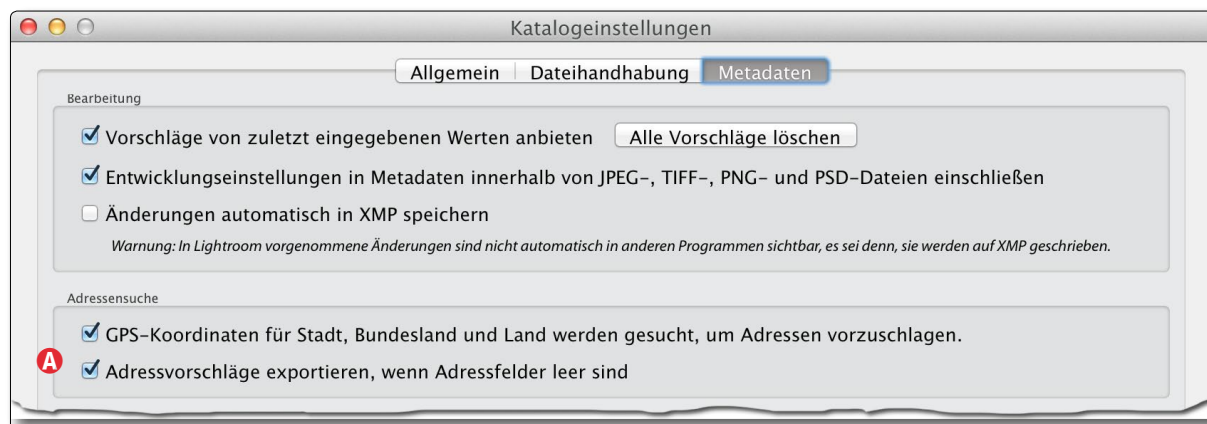 Katalogeinstellungen
Allgemein Dateihandhabung Metadaten
Bearbeitung
Vorschläge von zuletzt eingegebenen Werten anbieten Alle Vorschläge löschen
Entwicklungseinstellungen in Metadaten innerhalb von JPEG-, TIFF-, PNG- und PSD-Dateien einschließen
Änderungen automatisch in XMP speichern
Warnung: In Lightroom vorgenommene Änderungen sind nicht automatisch in anderen Programmen sichtbar, es sei denn, sie werden auf XMP geschrieben.
Adressensuche
GPS-Koordinaten für Stadt, Bundesland und Land werden gesucht, um Adressen vorzuschlagen.
A
Adressvorschläge exportieren, wenn Adressfelder leer sind